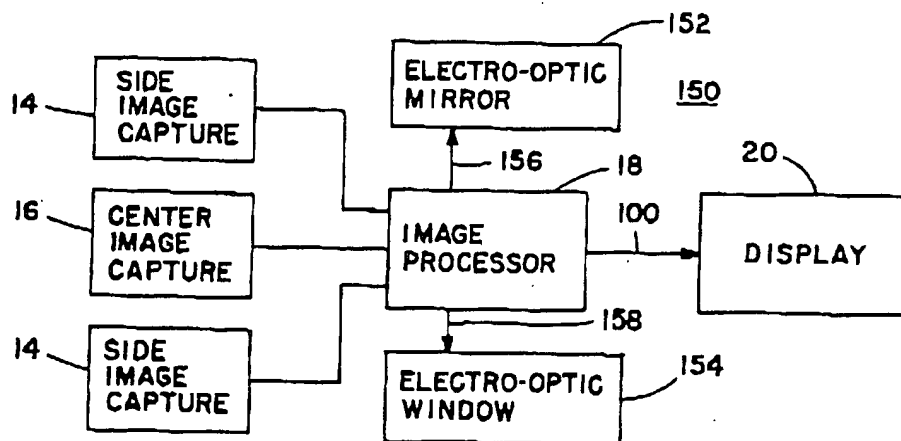 152
ELECTRO-OPTIC
MIRROR
150
14
SIDE
IMAGE
CAPTURE
156
18
20
16
CENTER
IMAGE
CAPTURE
IMAGE
PROCESSOR
100
DISPLAY
158
14
SIDE
IMAGE
CAPTURE
ELECTRO-OPTIC
WINDOW
154